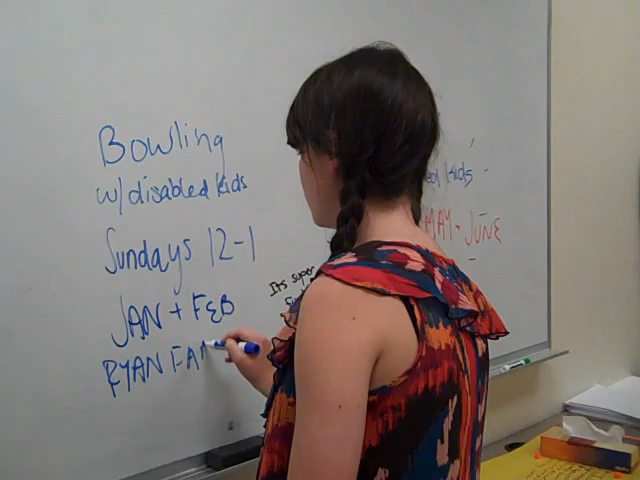 Bowling
w/disabled kids
Sundays 12-1
JAN + FEB
RYAN FA
kids
MAY - JUNE
Its super